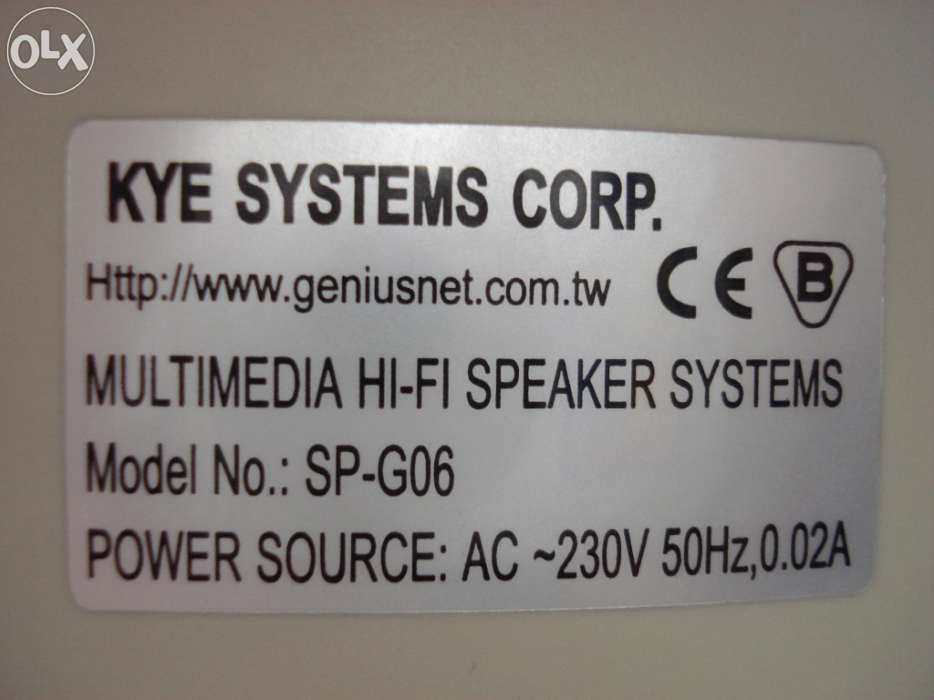 OLX
KYE SYSTEMS CORP.
Http://www.geniusnet.com.tw CE B
MULTIMEDIA HI-FI SPEAKER SYSTEMS
Model No.: SP-G06
POWER SOURCE: AC ~230V 50Hz,0.02A